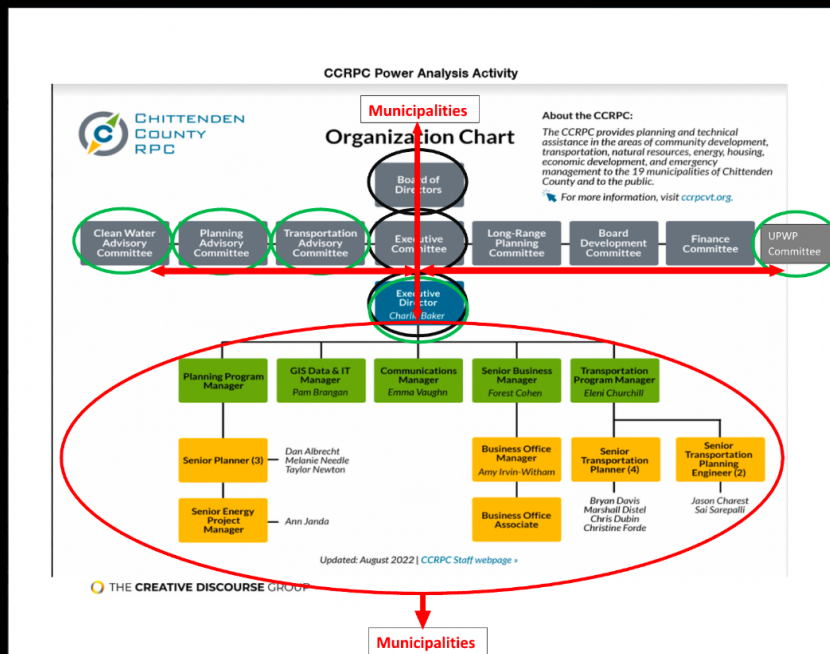 CCRPC Power Analysis Activity
Municipalities
CHITTENDEN
COUNTY
RPC
Organization Chart
About the CCRPC:
The CCRPC provides planning and technical
assistance in the areas of community development,
transportation, natural resources, energy, housing,
economic development, and emergency
management to the 19 municipalities of Chittenden
County and to the public.
For more information, visit ccrpcvt.org.
Board of
Directors
Clean Water
Advisory
Committee
Planning
Advisory
Committee
Transportation
Advisory
Committee
Executive
Committee
Long-Range
Planning
Committee
Board
Development
Committee
Finance
Committee
UPWP
Committee
Executive
Director
Charlie Baker
Planning Program
Manager
GIS Data & IT
Manager
Pam Brangan
Communications
Manager
Emma Vaughn
Senior Business
Manager
Forest Cohen
Transportation
Program Manager
Eleni Churchill
Senior Planner (3)
Dan Albrecht
Melanie Needle
Taylor Newton
Business Office
Manager
Amy Irvin-Witham
Senior
Transportation
Planner (4)
Senior
Transportation
Planning
Engineer (2)
Senior Energy
Project
Manager
Ann Janda
Business Office
Associate
Bryan Davis
Marshall Distel
Chris Dubin
Christine Forde
Jason Charest
Sai Sarepalli
Updated: August 2022 | CCRPC Staff webpage »
THE CREATIVE DISCOURSE GROUP
Municipalities